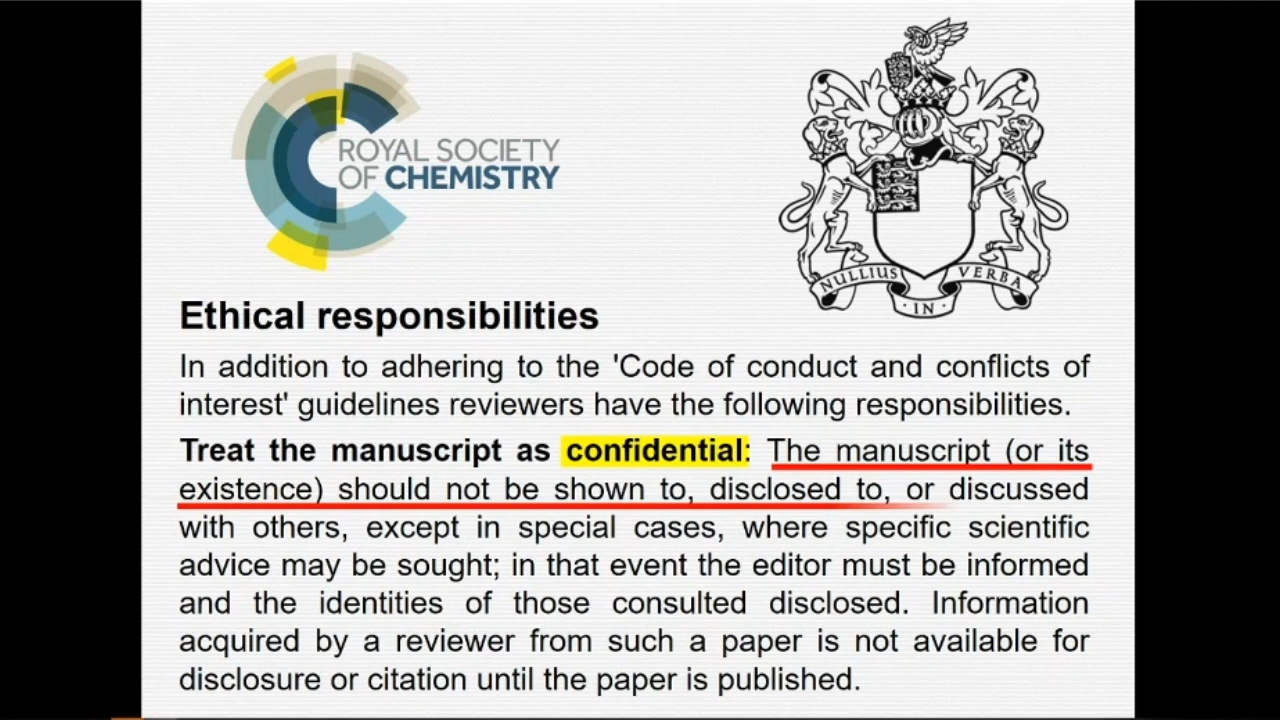 ROYAL SOCIETY
OF CHEMISTRY
NULLIUS IN VERBA
Ethical responsibilities
In addition to adhering to the 'Code of conduct and conflicts of
interest' guidelines reviewers have the following responsibilities.
Treat the manuscript as confidential: The manuscript (or its
existence) should not be shown to, disclosed to, or discussed
with others, except in special cases, where specific scientific
advice may be sought; in that event the editor must be informed
and the identities of those consulted disclosed. Information
acquired by a reviewer from such a paper is not available for
disclosure or citation until the paper is published.